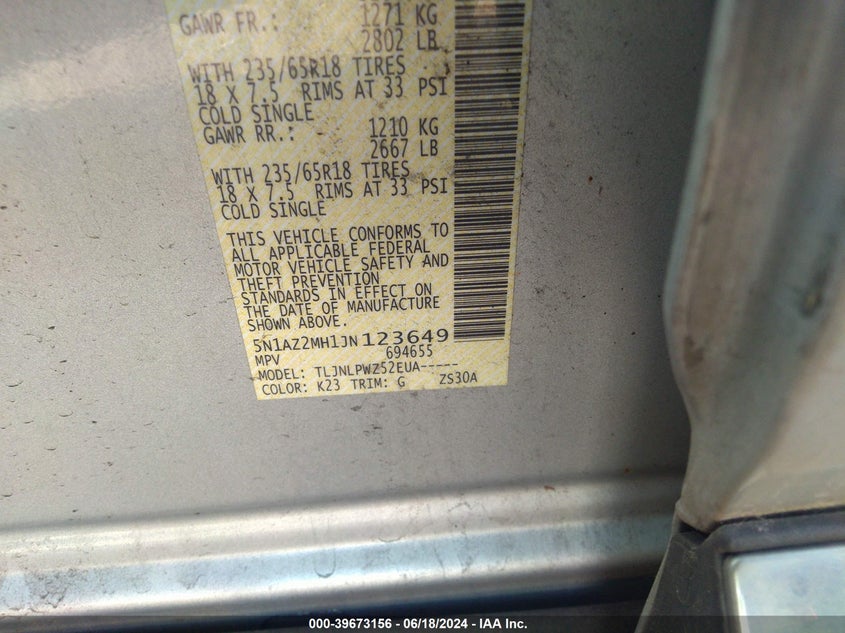 GAWR FR.: 1271 KG
2802 LB
WITH 235/65R18 TIRES
18 X 7.5 RIMS AT 33 PSI
COLD SINGLE
GAWR RR.: 1210 KG
2667 LB
WITH 235/65R18 TIRES
18 X 7.5 RIMS AT 33 PSI
COLD SINGLE
THIS VEHICLE CONFORMS TO
ALL APPLICABLE FEDERAL
MOTOR VEHICLE SAFETY AND
THEFT PREVENTION
STANDARDS IN EFFECT ON
THE DATE OF MANUFACTURE
SHOWN ABOVE.
5N1AZ2MH1JN123649
MPV 694655
MODEL: TLJNLPWZ52EUA-----
COLOR: K23 TRIM: G ZS30A
000-39673156 - 06/18/2024 - IAA Inc.